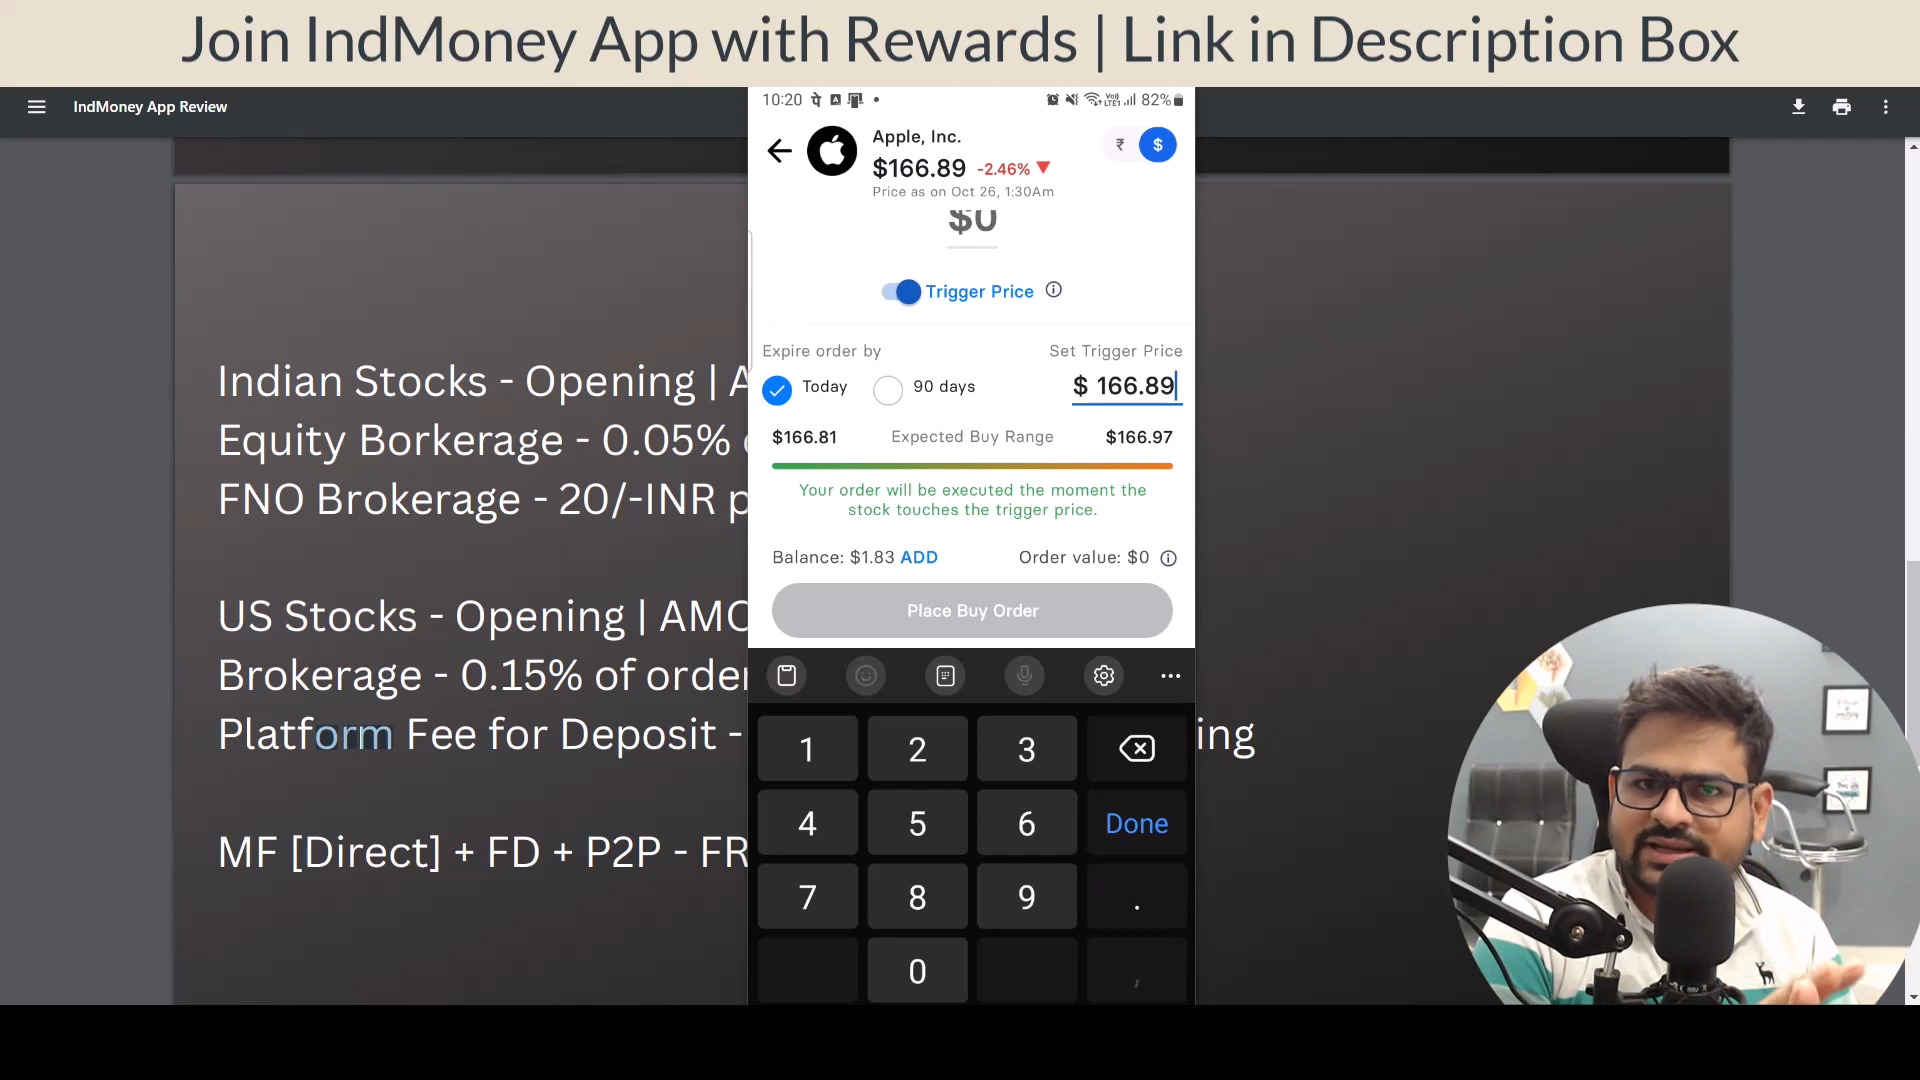 Join IndMoney App with Rewards | Link in Description Box
IndMoney App Review
10:20
82%
Apple, Inc.
$166.89 -2.46%
Price as on Oct 26, 1:30Am
₹ $
$0
Trigger Price
Expire order by
Set Trigger Price
Today
90 days
$ 166.89
$166.81 Expected Buy Range $166.97
Your order will be executed the moment the
stock touches the trigger price.
Balance: $1.83 ADD
Order value: $0
Place Buy Order
1 2 3
4 5 6 Done
7 8 9 .
0 ,
Indian Stocks - Opening |
Equity Borkerage - 0.05%
FNO Brokerage - 20/-INR
US Stocks - Opening | AMC
Brokerage - 0.15% of order
Platform Fee for Deposit - ing
MF [Direct] + FD + P2P -